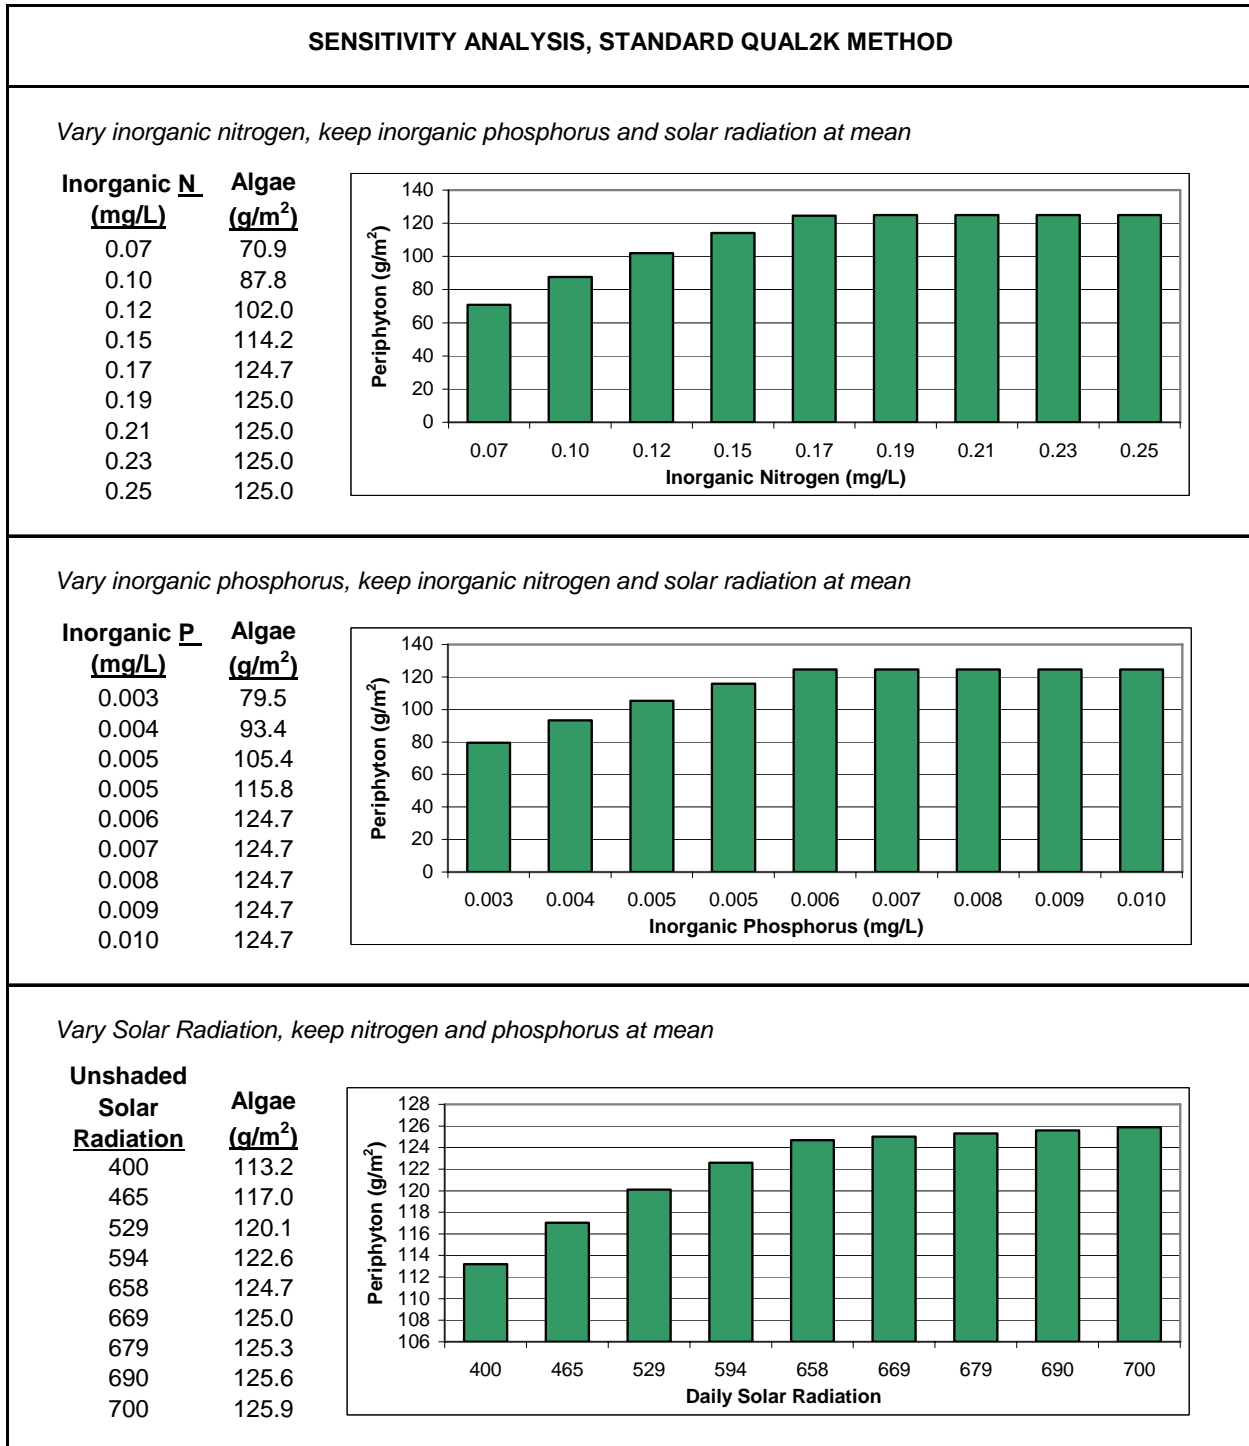 SENSITIVITY ANALYSIS, STANDARD QUAL2K METHOD
Vary inorganic nitrogen, keep inorganic phosphorus and solar radiation at mean
Inorganic N Algae
(mg/L) (g/m²)
0.07 70.9
0.10 87.8
0.12 102.0
0.15 114.2
0.17 124.7
0.19 125.0
0.21 125.0
0.23 125.0
0.25 125.0
Periphyton (g/m²)
140
120
100
80
60
40
20
0
0.07 0.10 0.12 0.15 0.17 0.19 0.21 0.23 0.25
Inorganic Nitrogen (mg/L)
Vary inorganic phosphorus, keep inorganic nitrogen and solar radiation at mean
Inorganic P Algae
(mg/L) (g/m²)
0.003 79.5
0.004 93.4
0.005 105.4
0.005 115.8
0.006 124.7
0.007 124.7
0.008 124.7
0.009 124.7
0.010 124.7
Periphyton (g/m²)
140
120
100
80
60
40
20
0
0.003 0.004 0.005 0.005 0.006 0.007 0.008 0.009 0.010
Inorganic Phosphorus (mg/L)
Vary Solar Radiation, keep nitrogen and phosphorus at mean
Unshaded
Solar Algae
Radiation (g/m²)
400 113.2
465 117.0
529 120.1
594 122.6
658 124.7
669 125.0
679 125.3
690 125.6
700 125.9
Periphyton (g/m²)
128
126
124
122
120
118
116
114
112
110
108
106
400 465 529 594 658 669 679 690 700
Daily Solar Radiation